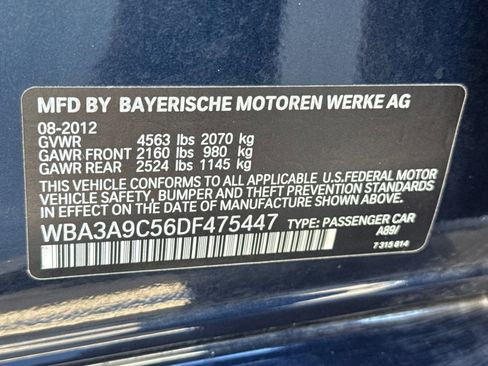 MFD BY BAYERISCHE MOTOREN WERKE AG
08-2012
GVWR 4563 lbs 2070 kg
GAWR FRONT 2160 lbs 980 kg
GAWR REAR 2524 lbs 1145 kg
THIS VEHICLE CONFORMS TO ALL APPLICABLE U.S.FEDERAL MOTOR
VEHICLE SAFETY, BUMPER,AND THEFT PREVENTION STANDARDS
IN EFFECT ON THE DATE OF MANUFACTURE SHOWN ABOVE.
WBA3A9C56DF475447 TYPE: PASSENGER CAR
A89/
7 315 814